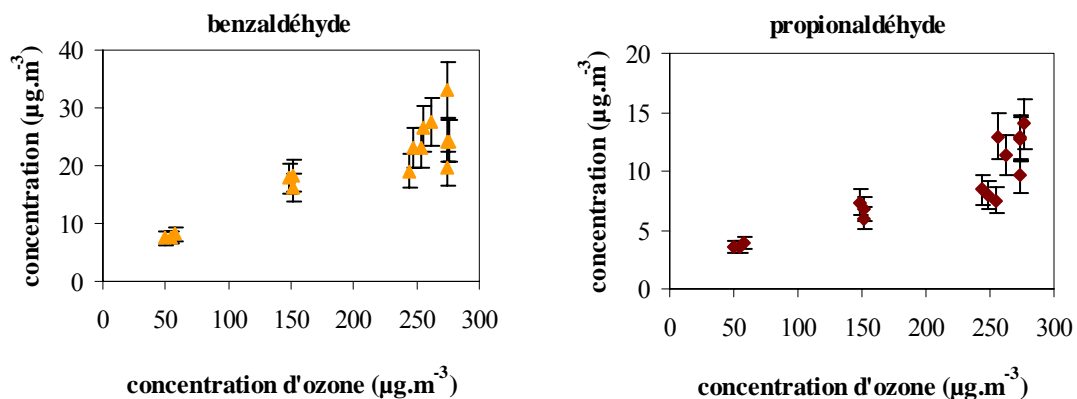 benzaldéhyde
concentration (µg.m-3)
40
30
20
10
0
0 50 100 150 200 250 300
concentration d'ozone (µg.m-3)
propionaldéhyde
concentration (µg.m-3)
20
15
10
5
0
0 50 100 150 200 250 300
concentration d'ozone (µg.m-3)